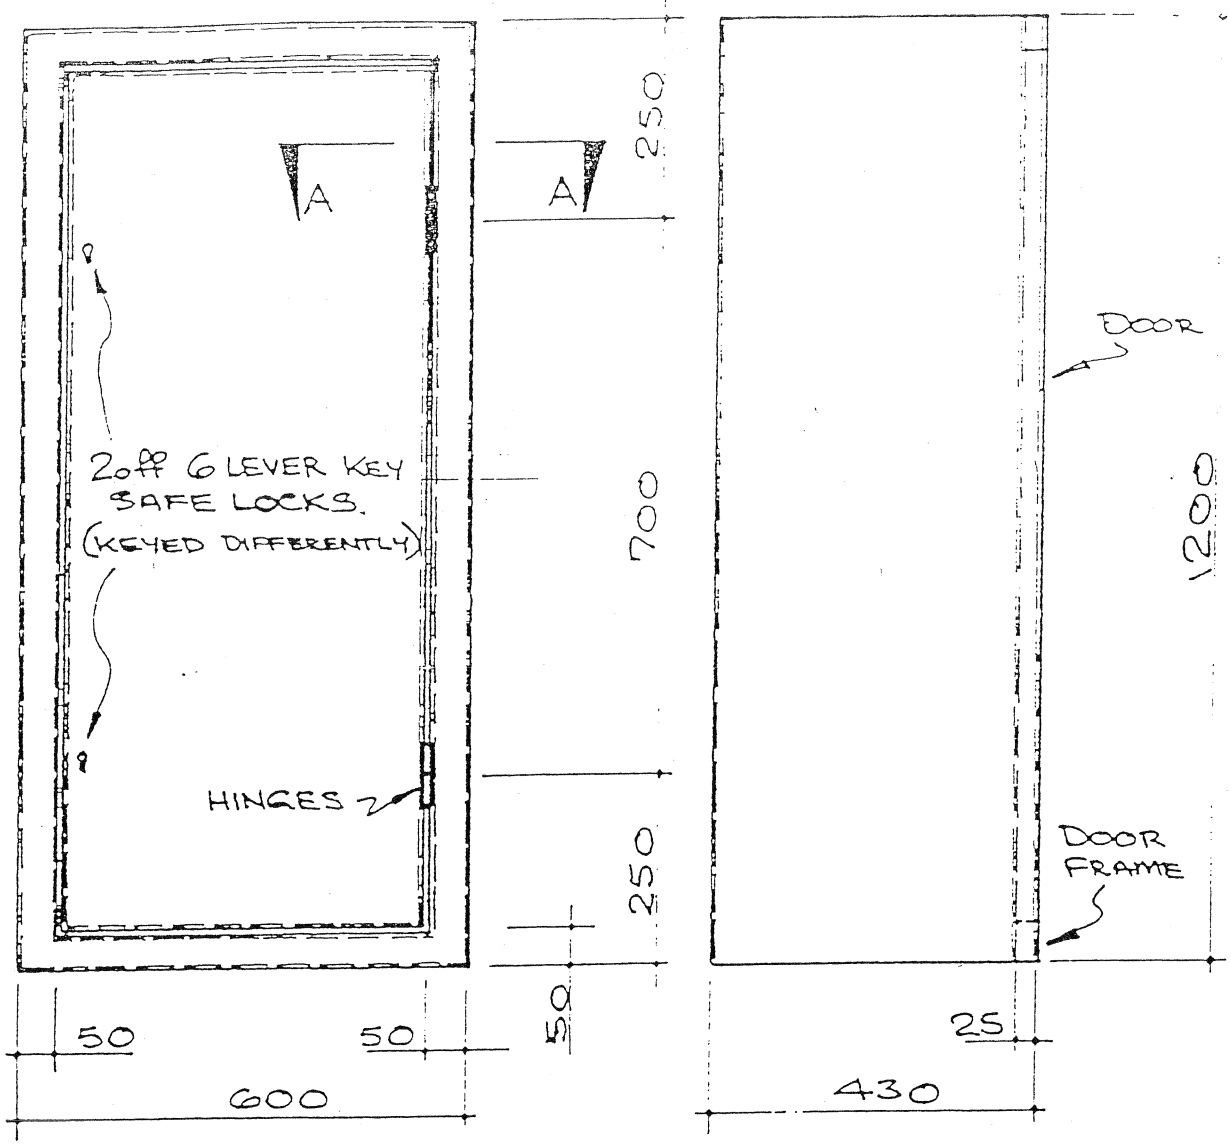 250
A
A
DOOR
2off 6 LEVER KEY
SAFE LOCKS.
(KEYED DIFFERENTLY)
700
1200
HINGES
250
DOOR
FRAME
50
50
50
25
600
430